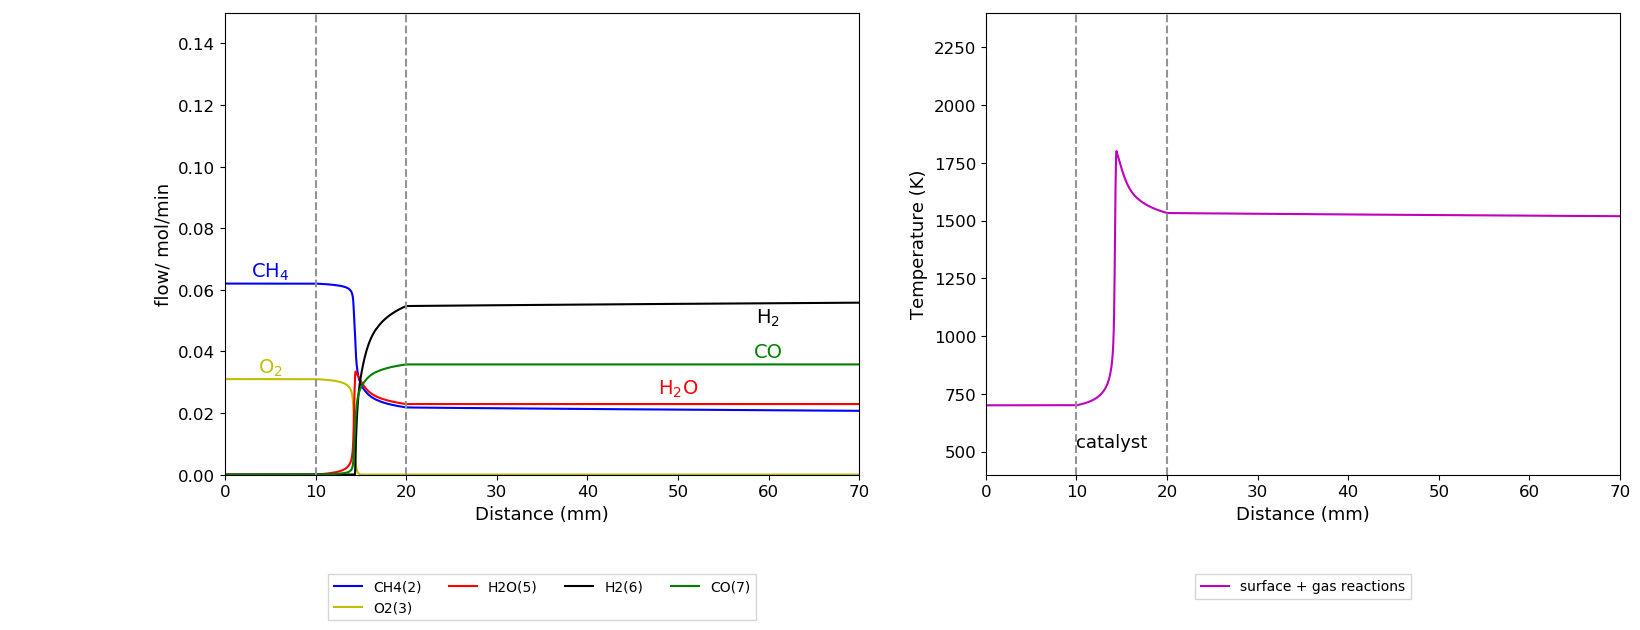 0.14
0.12
0.10
0.08
0.06
0.04
0.02
0.00
flow/ mol/min
CH4
O2
H2
CO
H2O
0 10 20 30 40 50 60 70
Distance (mm)
CH4(2) H2O(5) H2(6) CO(7)
O2(3)
2250
2000
1750
1500
1250
1000
750
500
Temperature (K)
catalyst
0 10 20 30 40 50 60 70
Distance (mm)
surface + gas reactions